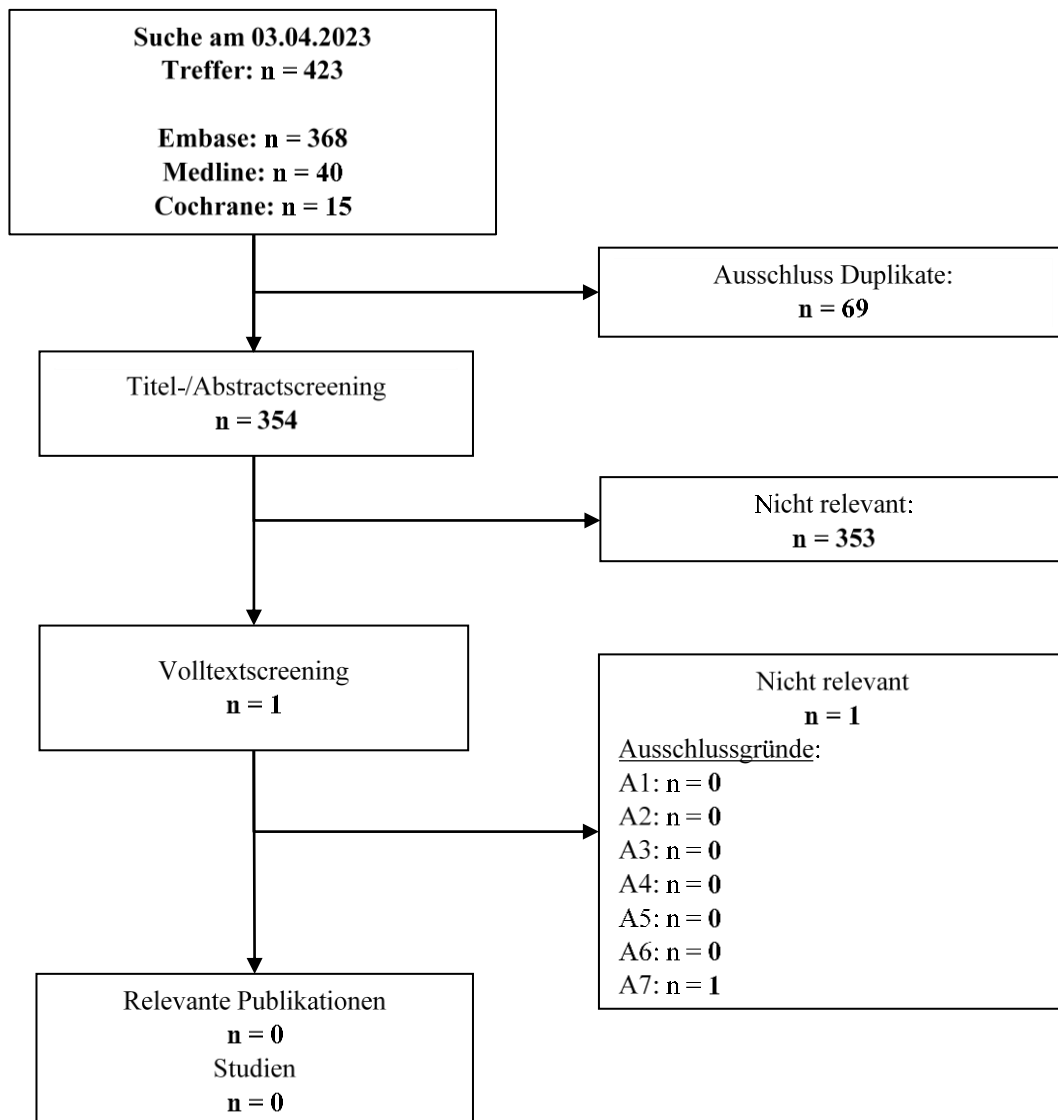 Suche am 03.04.2023
Treffer: n = 423
Embase: n = 368
Medline: n = 40
Cochrane: n = 15
Ausschluss Duplikate:
n = 69
Titel-/Abstractscreening
n = 354
Nicht relevant:
n = 353
Volltextscreening
n = 1
Nicht relevant
n = 1
Ausschlussgründe:
A1: n = 0
A2: n = 0
A3: n = 0
A4: n = 0
A5: n = 0
A6: n = 0
A7: n = 1
Relevante Publikationen
n = 0
Studien
n = 0